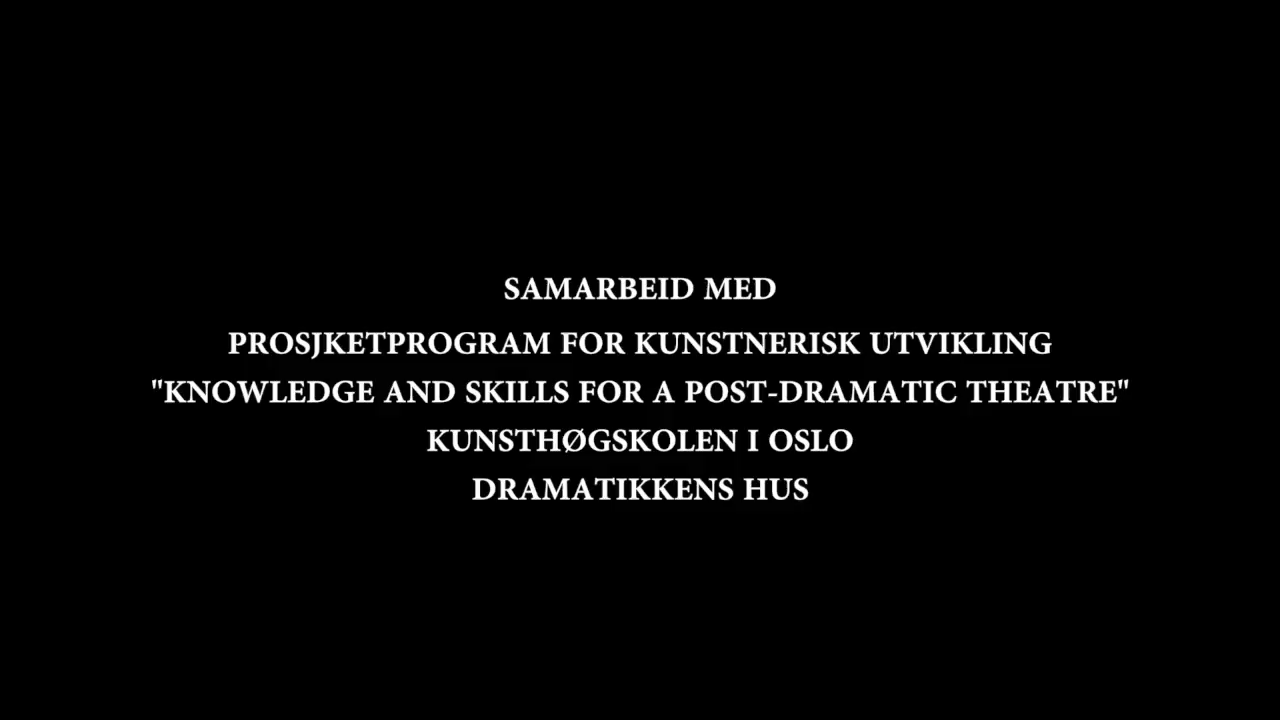 SAMARBEID MED
PROSJKETPROGRAM FOR KUNSTNERISK UTVIKLING
"KNOWLEDGE AND SKILLS FOR A POST-DRAMATIC THEATRE"
KUNSTHØGSKOLEN I OSLO
DRAMATIKKENS HUS